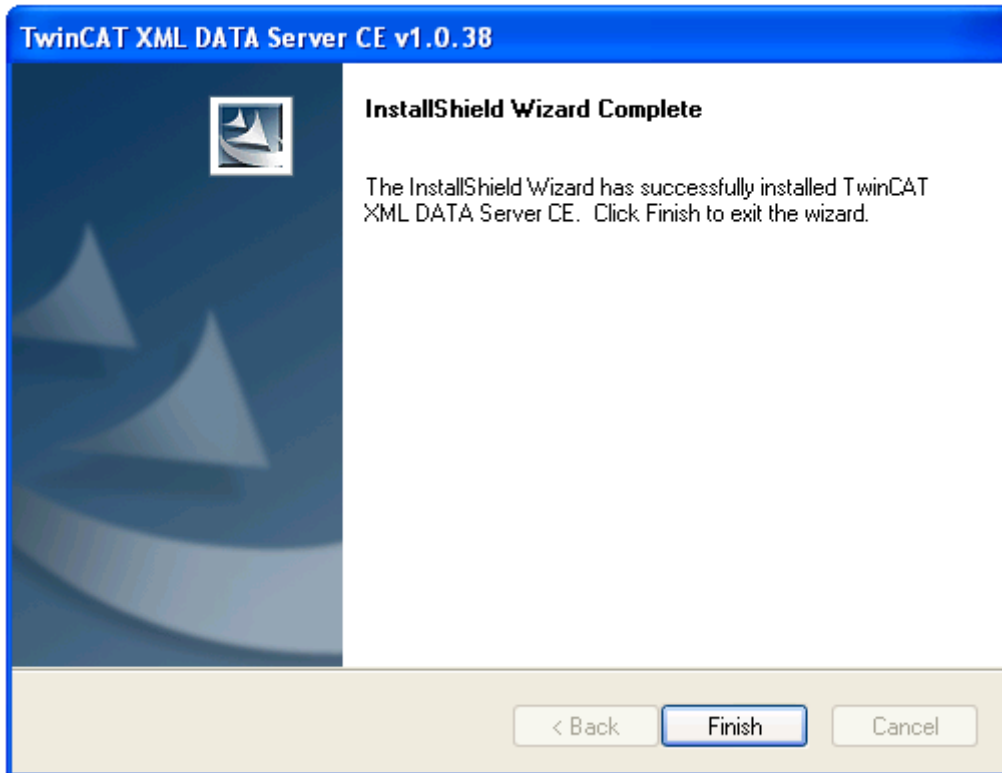 TwinCAT XML DATA Server CE v1.0.38
InstallShield Wizard Complete
The InstallShield Wizard has successfully installed TwinCAT
XML DATA Server CE.  Click Finish to exit the wizard.
< Back
Finish
Cancel